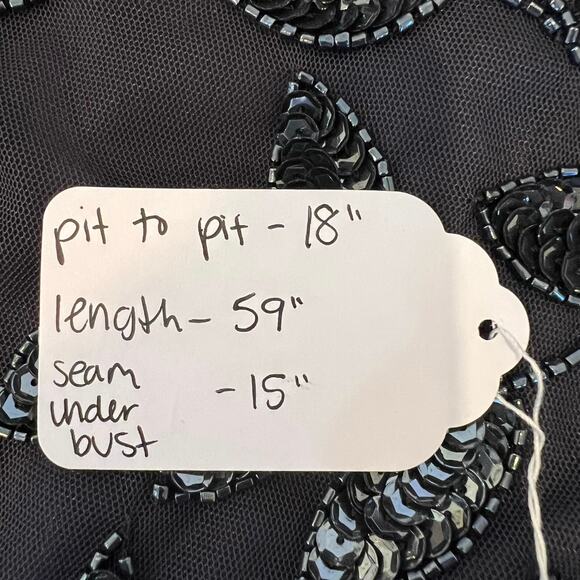 pit to pit - 18"
length - 59"
seam
under - 15"
bust